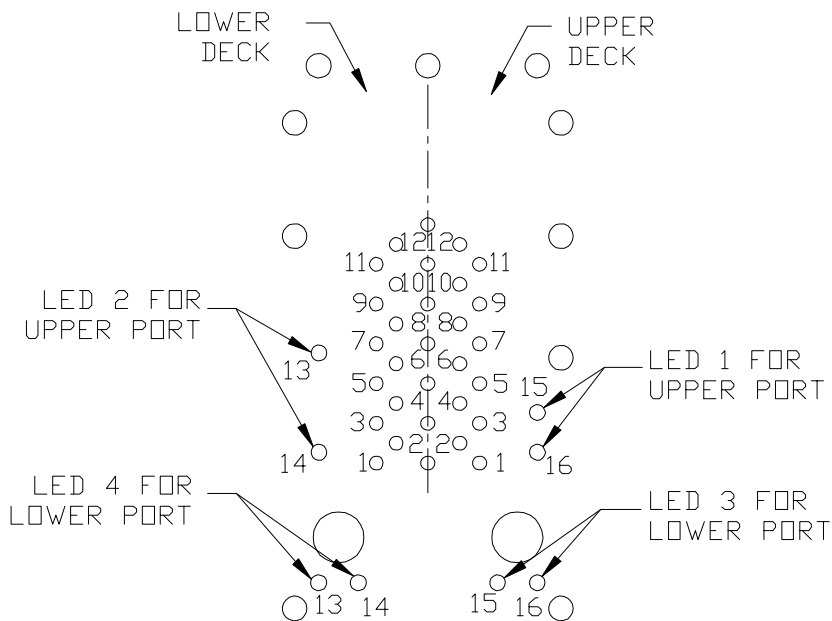 LOWER
DECK
UPPER
DECK
12 12
11 11
10 10
9 9
8 8
7 7
6 6
5 5
4 4
3 3
2 2
1 1
LED 2 FOR
UPPER PORT
13
14
LED 1 FOR
UPPER PORT
15
16
LED 4 FOR
LOWER PORT
13 14
LED 3 FOR
LOWER PORT
15 16